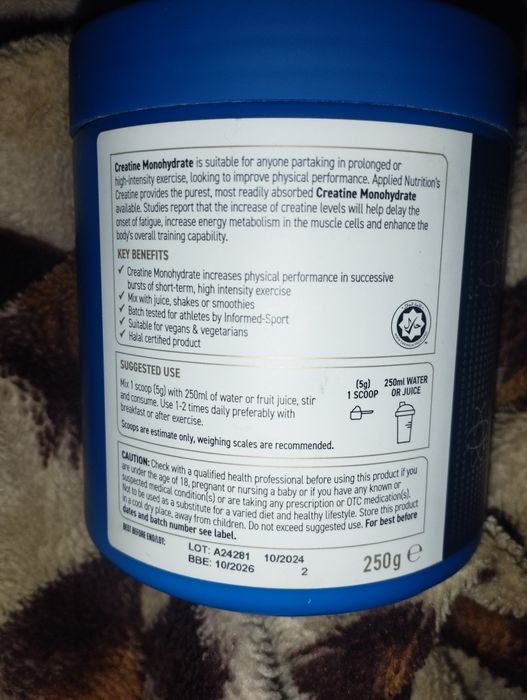 Creatine Monohydrate is suitable for anyone partaking in prolonged or
high-intensity exercise, looking to improve physical performance. Applied Nutrition's
Creatine provides the purest, most readily absorbed Creatine Monohydrate
available. Studies report that the increase of creatine levels will help delay the
onset of fatigue, increase energy metabolism in the muscle cells and enhance the
body's overall training capability.
KEY BENEFITS
✓ Creatine Monohydrate increases physical performance in successive
bursts of short-term, high intensity exercise
✓ Mix with juice, shakes or smoothies
✓ Batch tested for athletes by Informed-Sport
✓ Suitable for vegans & vegetarians
✓ Halal certified product
حلال
SUGGESTED USE
Mix 1 scoop (5g) with 250ml of water or fruit juice, stir
and consume. Use 1-2 times daily preferably with
breakfast or after exercise.
Scoops are estimate only, weighing scales are recommended.
(5g)
1 SCOOP
250ml WATER
OR JUICE
CAUTION: Check with a qualified health professional before using this product if you
are under the age of 18, pregnant or nursing a baby or if you have any known or
suspected medical condition(s) or are taking any prescription or OTC medication(s).
Not to be used as a substitute for a varied diet and healthy lifestyle. Store this product
in a cool dry place, away from children. Do not exceed suggested use. For best before
dates and batch number see label.
BEST BEFORE END/LOT:
LOT: A24281 10/2024
BBE: 10/2026 2
250g ℮